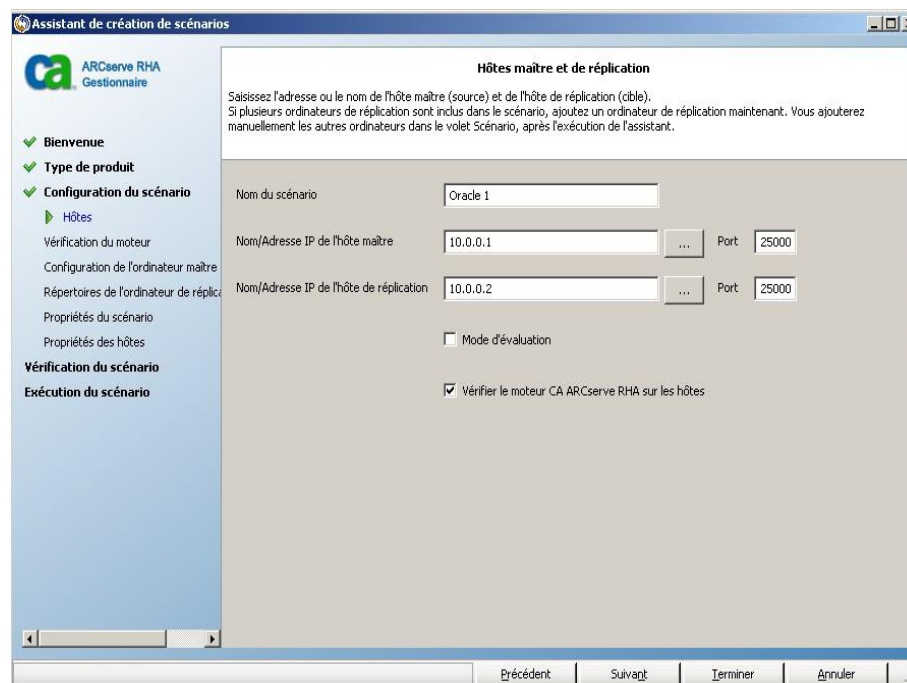 Assistant de création de scénarios
ca
ARCserve RHA
Gestionnaire
Bienvenue
Type de produit
Configuration du scénario
Hôtes
Vérification du moteur
Configuration de l'ordinateur maître
Répertoires de l'ordinateur de réplica
Propriétés du scénario
Propriétés des hôtes
Vérification du scénario
Exécution du scénario
Hôtes maître et de réplication
Saisissez l'adresse ou le nom de l'hôte maître (source) et de l'hôte de réplication (cible).
Si plusieurs ordinateurs de réplication sont inclus dans le scénario, ajoutez un ordinateur de réplication maintenant. Vous ajouterez
manuellement les autres ordinateurs dans le volet Scénario, après l'exécution de l'assistant.
Nom du scénario Oracle 1
Nom/Adresse IP de l'hôte maître 10.0.0.1 ... Port 25000
Nom/Adresse IP de l'hôte de réplication 10.0.0.2 ... Port 25000
Mode d'évaluation
Vérifier le moteur CA ARCserve RHA sur les hôtes
Précédent Suivant Terminer Annuler